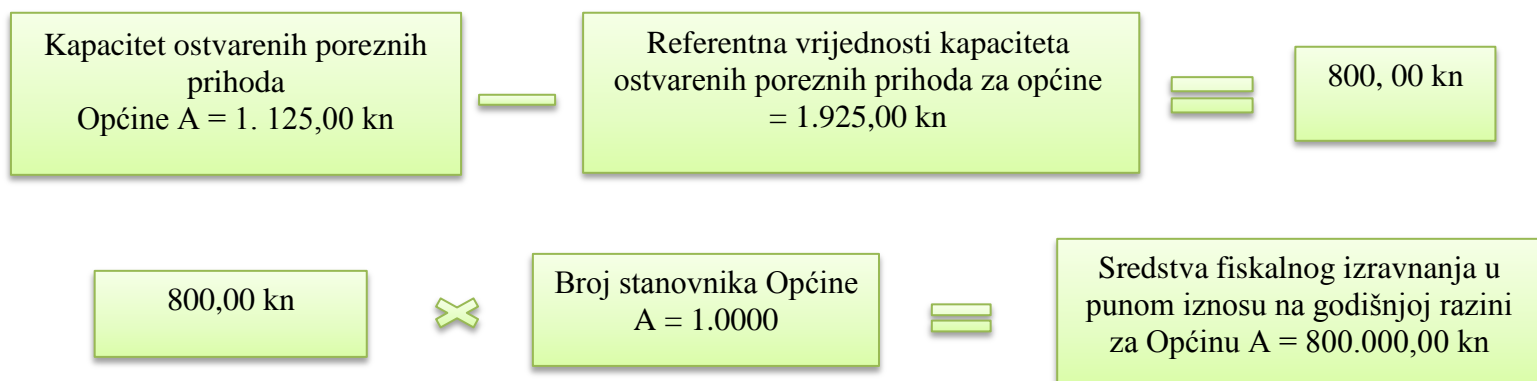 Kapacitet ostvarenih poreznih
prihoda
Općine A = 1. 125,00 kn
Referentna vrijednosti kapaciteta
ostvarenih poreznih prihoda za općine
= 1.925,00 kn
800, 00 kn
800,00 kn
Broj stanovnika Općine
A = 1.0000
Sredstva fiskalnog izravnanja u
punom iznosu na godišnjoj razini
za Općinu A = 800.000,00 kn